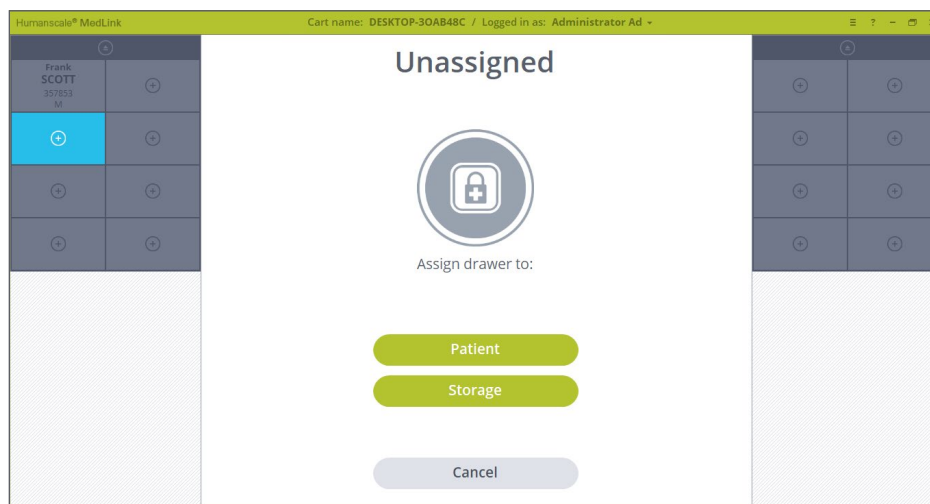 Humanscale® MedLink
Cart name: DESKTOP-3OAB48C / Logged in as: Administrator Ad
?
Frank
SCOTT
357853
M
Unassigned
Assign drawer to:
Patient
Storage
Cancel